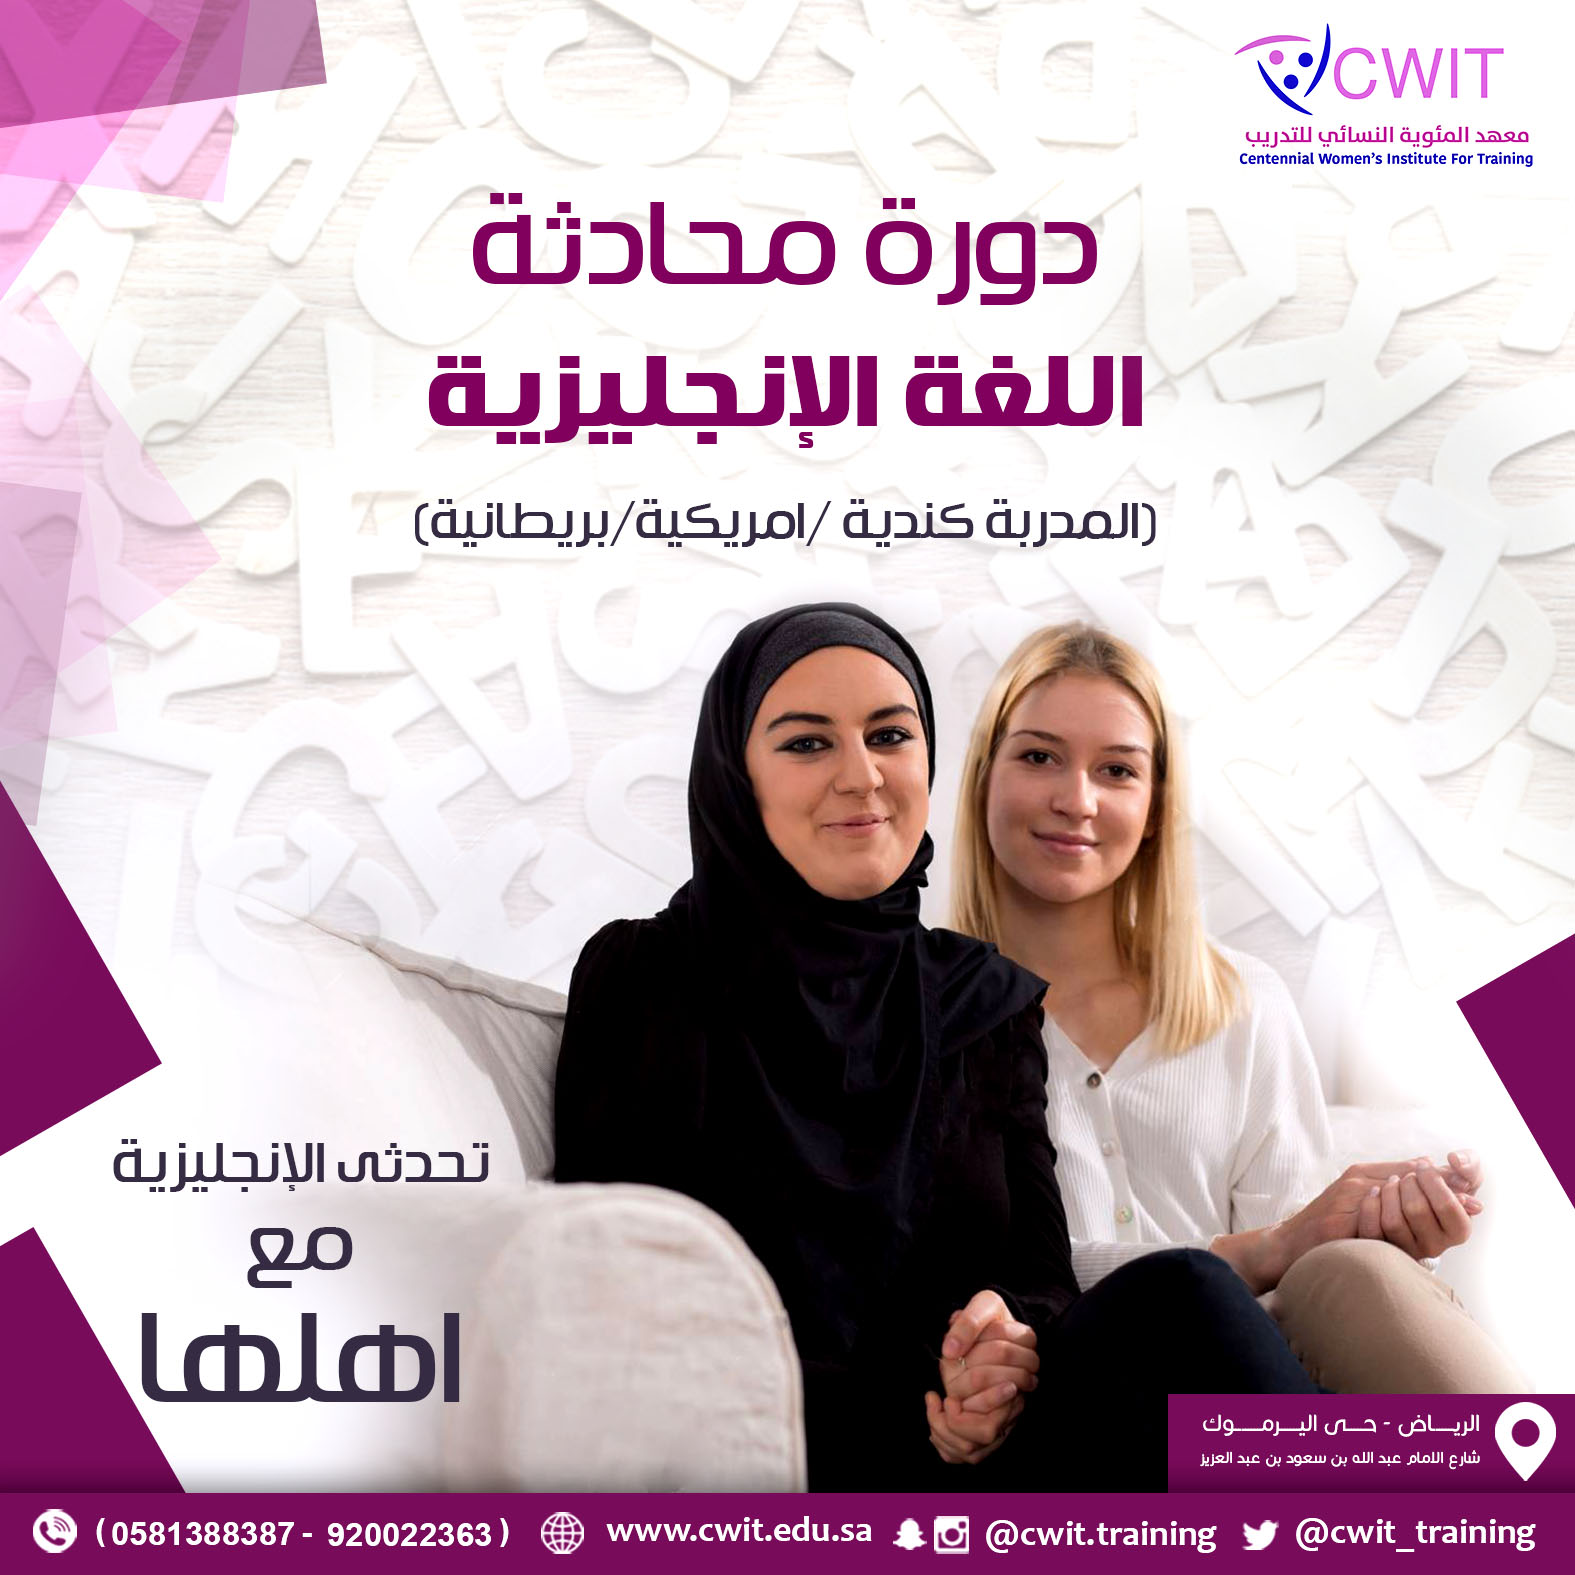 CWIT
معهد المئوية النسائي للتدريب
Centennial Women's Institute For Training
دورة محادثة
اللغة الإنجليزية
(المدربة كندية /امريكية/بريطانية)
تحدثى الإنجليزية
مع
اهلها
الريـــاض - حـــى اليـــرمـــوك
شارع الامام عبد الله بن سعود بن عبد العزيز
( 0581388387 - 920022363 )
www.cwit.edu.sa
@cwit.training
@cwit_training